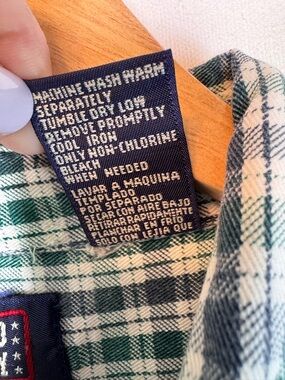 MACHINE WASH WARM
SEPARATELY
TUMBLE DRY LOW
REMOVE PROMPTLY
COOL IRON
ONLY NON-CHLORINE
BLEACH
WHEN NEEDED
LAVAR A MAQUINA
TEMPLADO
POR SEPARADO
SECAR CON AIRE BAJO
RETIRAR RAPIDAMENTE
PLANCHAR EN FRIO
SOLO CON LEJIA QUE